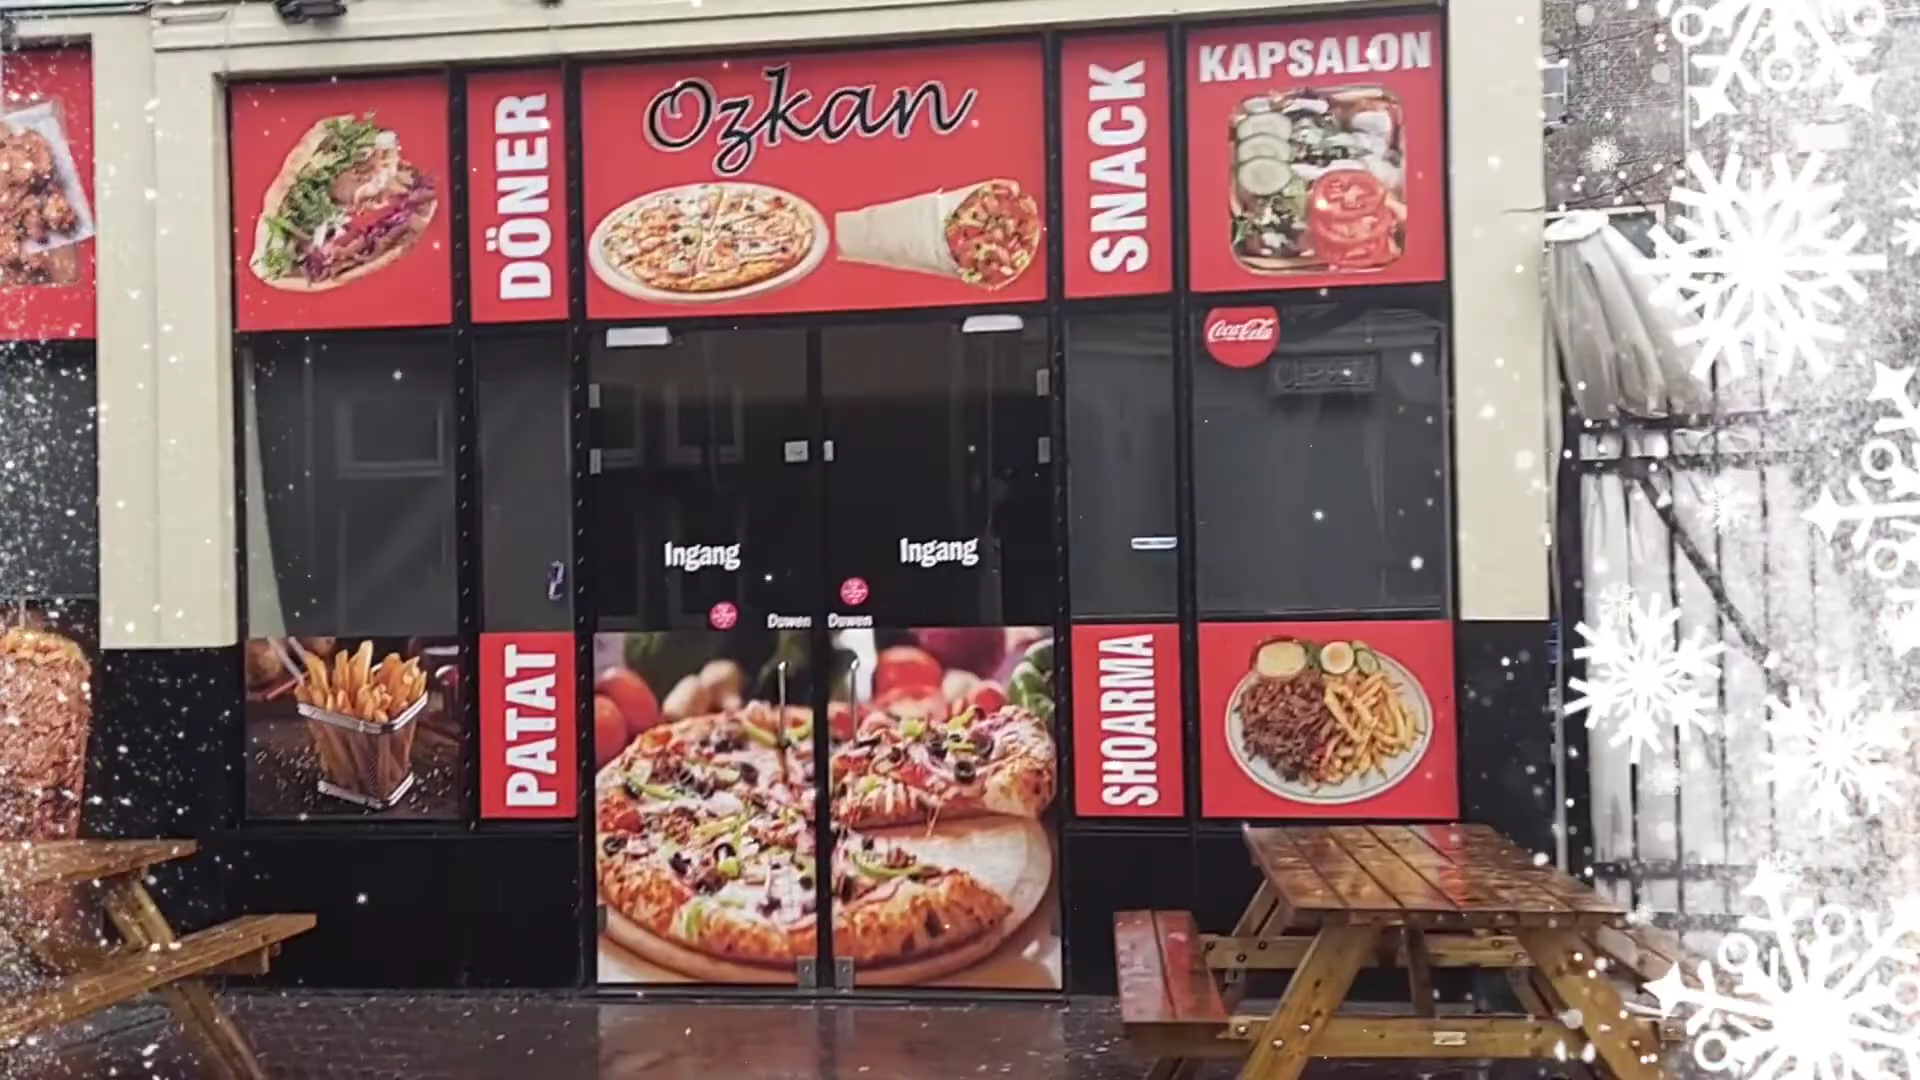 DÖNER
Ozkan
SNACK
KAPSALON
Coca-Cola
Ingang
Ingang
Duwen
Duwen
PATAT
SHOARMA